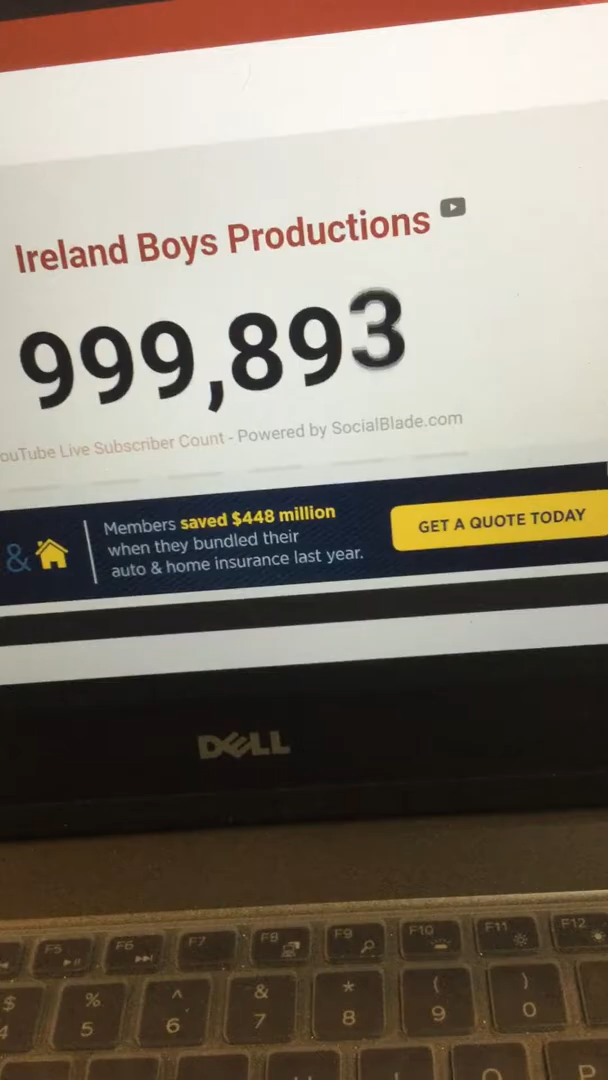 Ireland Boys Productions
999,893
ouTube Live Subscriber Count - Powered by SocialBlade.com
& Members saved $448 million
when they bundled their
auto & home insurance last year.
GET A QUOTE TODAY
DELL
F5 F6 F7 F8 F9 F10 F11 F12
$ % ^ & * ( )
4 5 6 7 8 9 0
O P